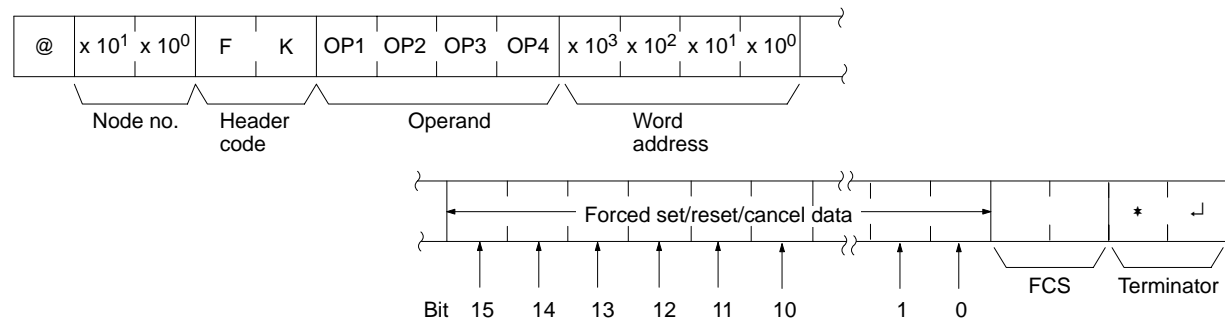 @ x 10¹ x 10⁰ F K OP1 OP2 OP3 OP4 x 10³ x 10² x 10¹ x 10⁰
Node no. Header code Operand Word address
Forced set/reset/cancel data * ↵
Bit 15 14 13 12 11 10 1 0 FCS Terminator